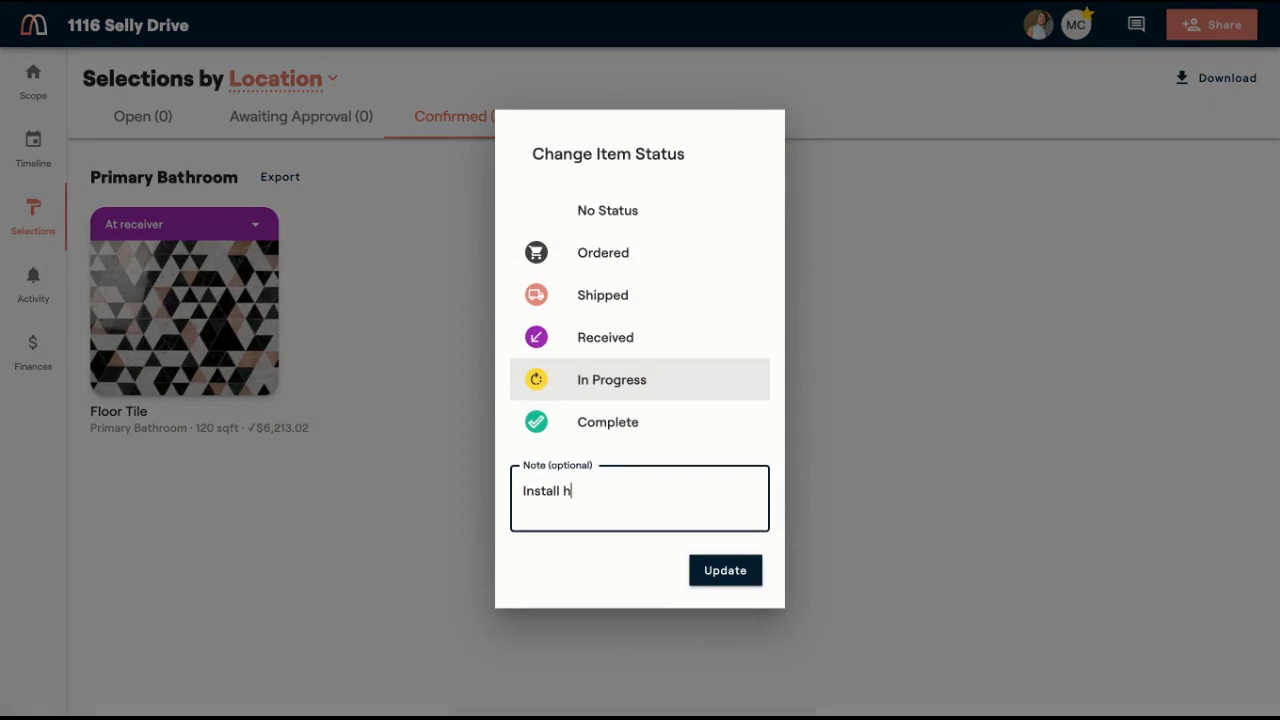 1116 Selly Drive
MC
Share
Scope
Timeline
Selections
Activity
Finances
Selections by Location
Download
Open (0)
Awaiting Approval (0)
Confirmed (
Primary Bathroom
Export
At receiver
Floor Tile
Primary Bathroom · 120 sqft · ✓$6,213.02
Change Item Status
No Status
Ordered
Shipped
Received
In Progress
Complete
Note (optional)
Install h
Update